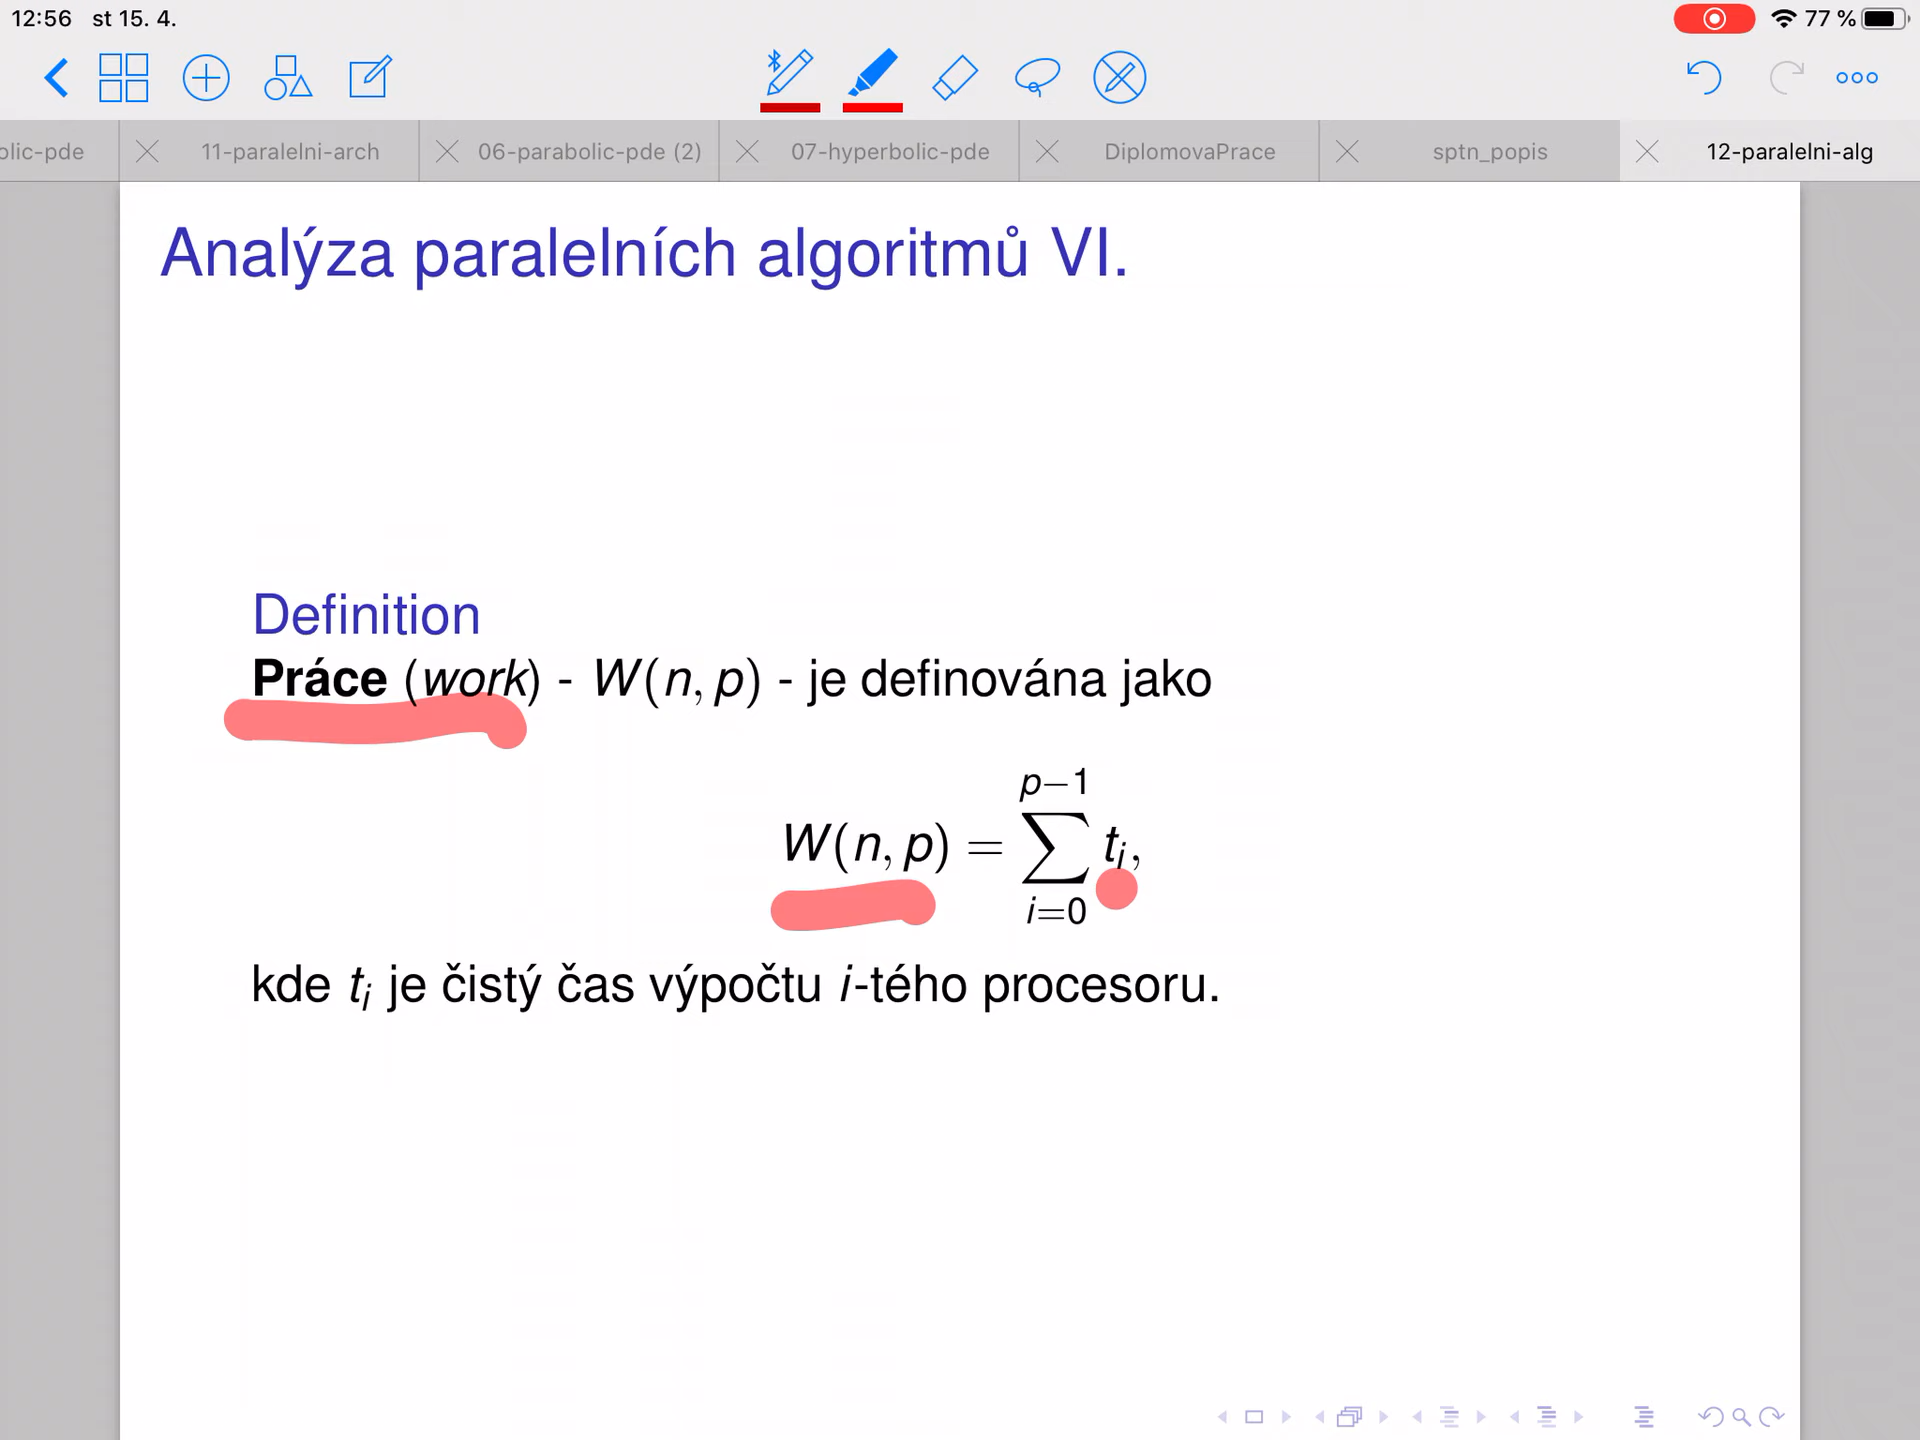 12:56 st 15. 4. 77 %
olic-pde 11-paralelni-arch 06-parabolic-pde (2) 07-hyperbolic-pde DiplomovaPrace sptn_popis 12-paralelni-alg
Analýza paralelních algoritmů VI.
Definition
Práce (work) - W(n, p) - je definována jako
p−1
W(n, p) = ∑ tᵢ,
i=0
kde tᵢ je čistý čas výpočtu i-tého procesoru.